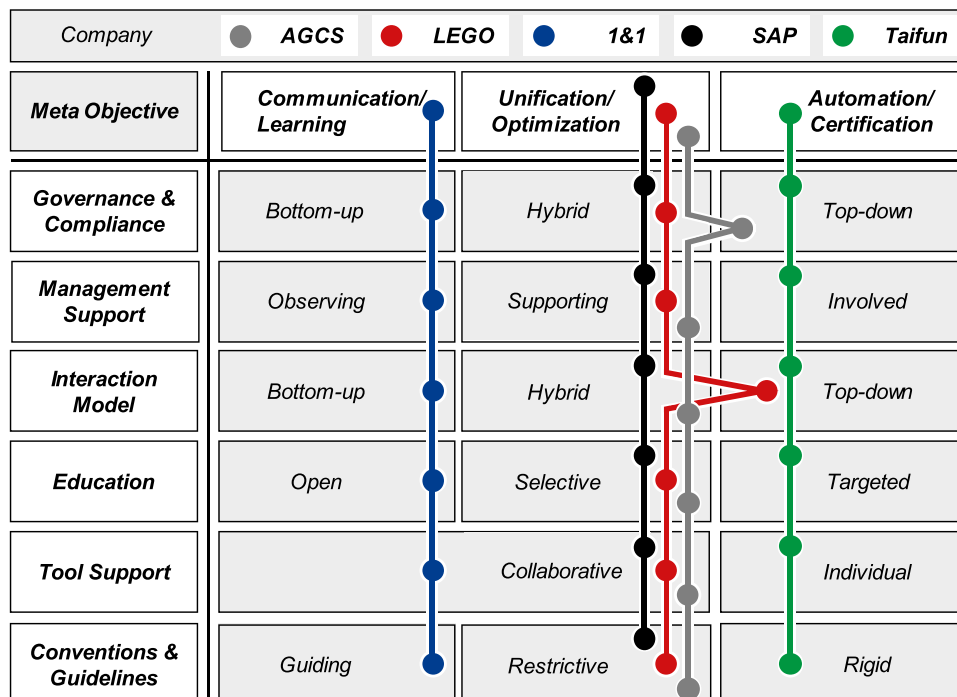 Company AGCS LEGO 1&1 SAP Taifun
Meta Objective
Communication/
Learning
Unification/
Optimization
Automation/
Certification
Governance &
Compliance
Bottom-up
Hybrid
Top-down
Management
Support
Observing
Supporting
Involved
Interaction
Model
Bottom-up
Hybrid
Top-down
Education
Open
Selective
Targeted
Tool Support
Collaborative
Individual
Conventions &
Guidelines
Guiding
Restrictive
Rigid